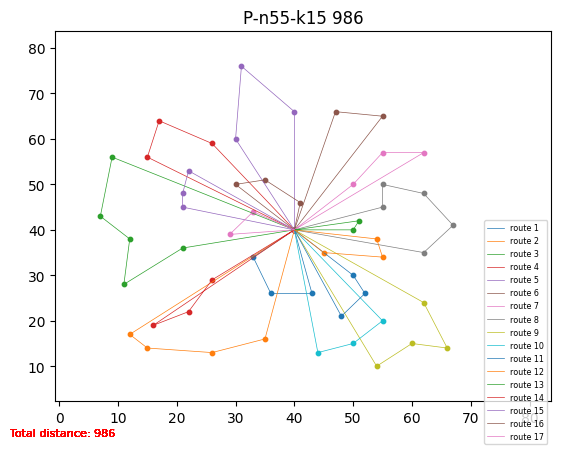 P-n55-k15 986
80
70
60
50
40
30
20
10
0
10
20
30
40
50
60
70
80
route 1
route 2
route 3
route 4
route 5
route 6
route 7
route 8
route 9
route 10
route 11
route 12
route 13
route 14
route 15
route 16
route 17
Total distance: 986